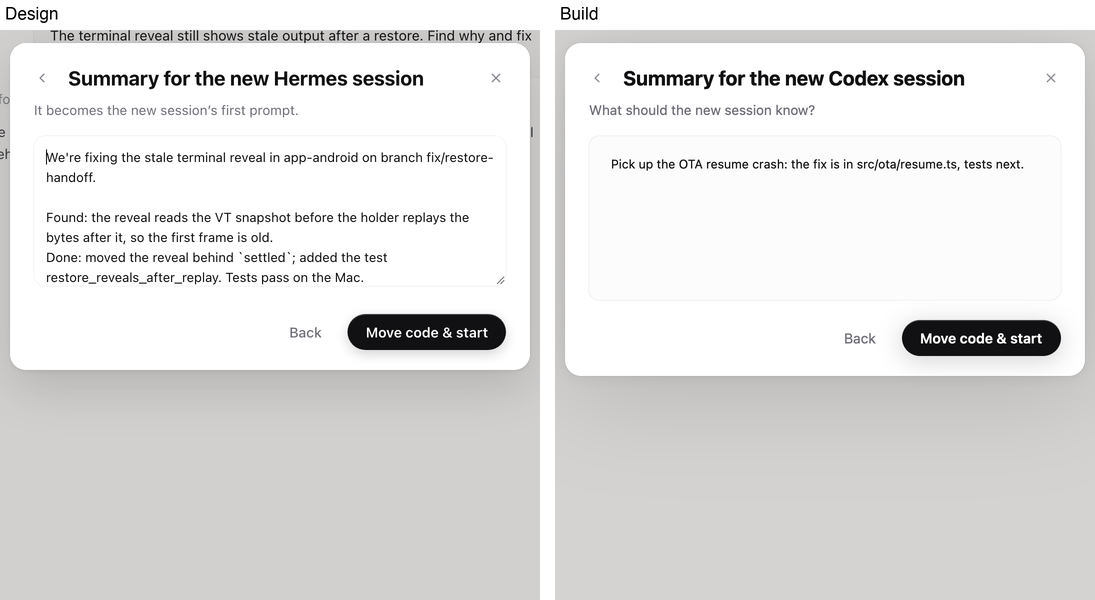 Design
Build
The terminal reveal still shows stale output after a restore. Find why and fix
Summary for the new Hermes session
It becomes the new session's first prompt.
We're fixing the stale terminal reveal in app-android on branch fix/restore-
handoff.
Found: the reveal reads the VT snapshot before the holder replays the
bytes after it, so the first frame is old.
Done: moved the reveal behind `settled`; added the test
restore_reveals_after_replay. Tests pass on the Mac.
Back
Move code & start
Summary for the new Codex session
What should the new session know?
Pick up the OTA resume crash: the fix is in src/ota/resume.ts, tests next.
Back
Move code & start